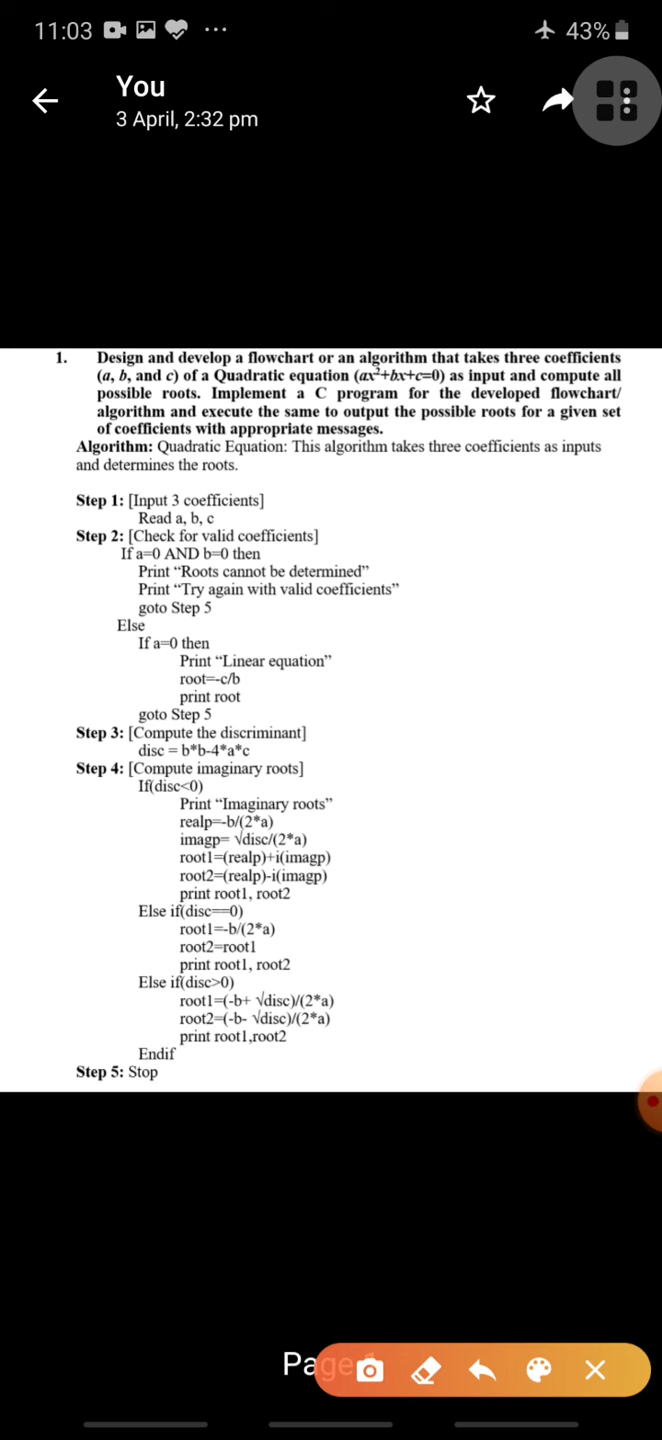 11:03 ... 43%
You
3 April, 2:32 pm
1. Design and develop a flowchart or an algorithm that takes three coefficients
(a, b, and c) of a Quadratic equation (ax²+bx+c=0) as input and compute all
possible roots. Implement a C program for the developed flowchart/
algorithm and execute the same to output the possible roots for a given set
of coefficients with appropriate messages.
Algorithm: Quadratic Equation: This algorithm takes three coefficients as inputs
and determines the roots.
Step 1: [Input 3 coefficients]
Read a, b, c
Step 2: [Check for valid coefficients]
If a=0 AND b=0 then
Print “Roots cannot be determined”
Print “Try again with valid coefficients”
goto Step 5
Else
If a=0 then
Print “Linear equation”
root=-c/b
print root
goto Step 5
Step 3: [Compute the discriminant]
disc = b*b-4*a*c
Step 4: [Compute imaginary roots]
If(disc<0)
Print “Imaginary roots”
realp=-b/(2*a)
imagp= √disc/(2*a)
root1=(realp)+i(imagp)
root2=(realp)-i(imagp)
print root1, root2
Else if(disc==0)
root1=-b/(2*a)
root2=root1
print root1, root2
Else if(disc>0)
root1=(-b+ √disc)/(2*a)
root2=(-b- √disc)/(2*a)
print root1,root2
Endif
Step 5: Stop
Page